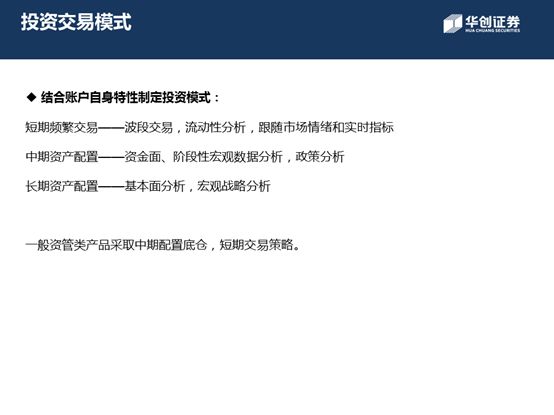 投资交易模式
华创证券
HUA CHUANG SECURITIES
◆ 结合账户自身特性制定投资模式：
短期频繁交易——波段交易，流动性分析，跟随市场情绪和实时指标
中期资产配置——资金面、阶段性宏观数据分析，政策分析
长期资产配置——基本面分析，宏观战略分析
一般资管类产品采取中期配置底仓，短期交易策略。